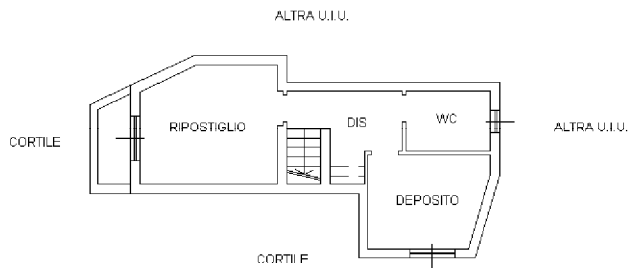 ALTRA U.I.U.
RIPOSTIGLIO
DIS
WC
CORTILE
ALTRA U.I.U.
DEPOSITO
CORTILE